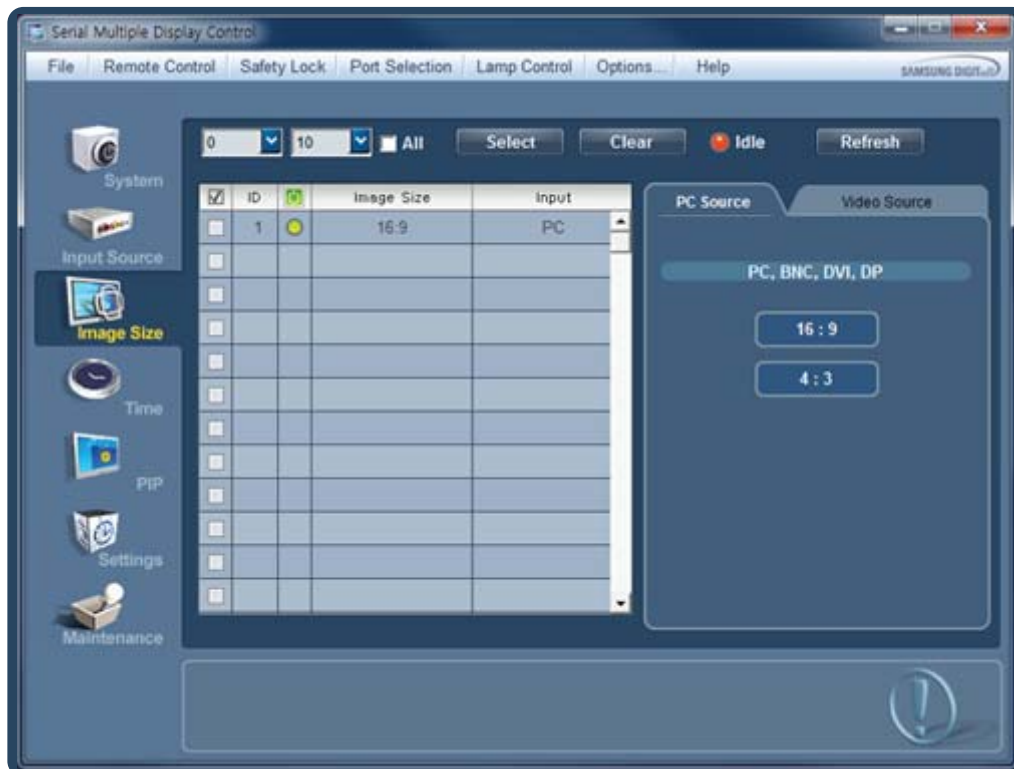 Serial Multiple Display Control
File Remote Control Safety Lock Port Selection Lamp Control Options... Help
SAMSUNG DIGIT
0 10 All Select Clear Idle Refresh
System
Input Source
Image Size
Time
PIP
Settings
Maintenance
ID Image Size Input
1 16:9 PC
PC Source Video Source
PC, BNC, DVI, DP
16 : 9
4 : 3